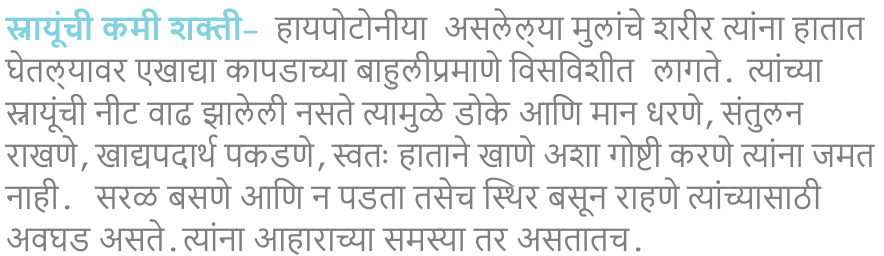 स्नायूंची कमी शक्ती– हायपोटोनीया असलेल्या मुलांचे शरीर त्यांना हातात
घेतल्यावर एखाद्या कापडाच्या बाहुलीप्रमाणे विसविशीत लागते. त्यांच्या
स्नायूंची नीट वाढ झालेली नसते त्यामुळे डोके आणि मान धरणे,संतुलन
राखणे,खाद्यपदार्थ पकडणे,स्वतः हाताने खाणे अशा गोष्टी करणे त्यांना जमत
नाही. सरळ बसणे आणि न पडता तसेच स्थिर बसून राहणे त्यांच्यासाठी
अवघड असते.त्यांना आहाराच्या समस्या तर असतातच.